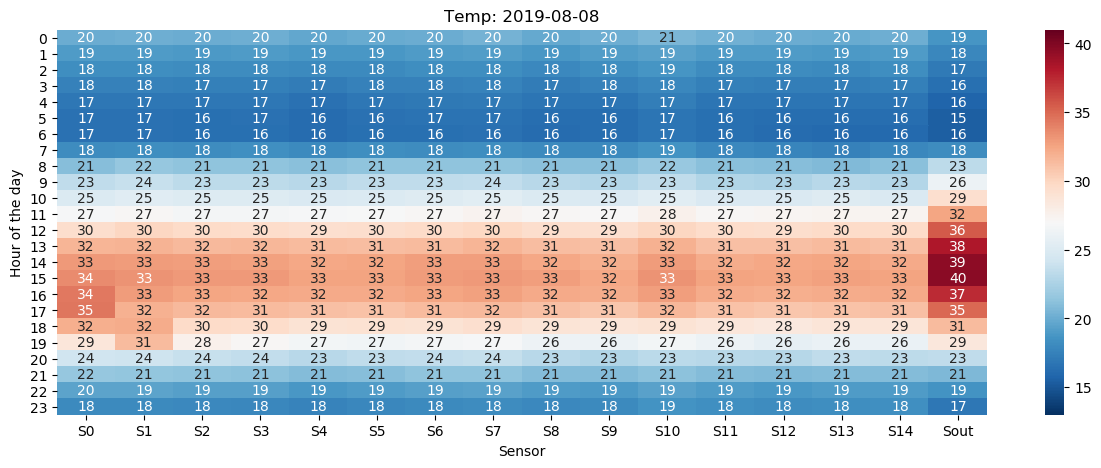 Temp: 2019-08-08
0 20 20 20 20 20 20 20 20 20 20 21 20 20 20 20 19
1 19 19 19 19 19 19 19 19 19 19 19 19 19 19 19 18
2 18 18 18 18 18 18 18 18 18 18 19 18 18 18 18 17
3 18 18 17 17 17 18 18 18 17 18 18 17 17 17 17 16
4 17 17 17 17 17 17 17 17 17 17 17 17 17 17 17 16
5 17 17 16 17 16 16 17 17 16 16 17 16 16 16 16 15
6 17 17 16 16 16 16 16 16 16 16 17 16 16 16 16 16
7 18 18 18 18 18 18 18 18 18 18 19 18 18 18 18 18
8 21 22 21 21 21 21 21 21 21 21 22 21 21 21 21 23
9 23 24 23 23 23 23 23 24 23 23 23 23 23 23 23 26
10 25 25 25 25 25 25 25 25 25 25 25 25 25 25 25 29
11 27 27 27 27 27 27 27 27 27 27 28 27 27 27 27 32
12 30 30 30 30 29 30 30 30 29 29 30 30 29 30 30 36
13 32 32 32 32 31 31 31 32 31 31 32 31 31 31 31 38
14 33 33 33 33 32 32 33 33 32 32 33 32 32 32 32 39
15 34 33 33 33 33 32 33 33 33 32 33 33 33 33 33 40
16 34 33 33 32 32 32 33 33 32 32 33 32 32 32 32 37
17 35 32 32 31 31 31 31 32 31 31 32 31 31 31 31 35
18 32 32 30 30 29 29 29 29 29 29 29 29 28 29 29 31
19 29 31 28 27 27 27 27 27 26 26 27 26 26 26 26 29
20 24 24 24 24 23 23 24 24 23 23 23 23 23 23 23 23
21 22 21 21 21 21 21 21 21 21 21 21 21 21 21 21 21
22 20 19 19 19 19 19 19 19 19 19 19 19 19 19 19 19
23 18 18 18 18 18 18 18 18 18 18 19 18 18 18 18 17
S0 S1 S2 S3 S4 S5 S6 S7 S8 S9 S10 S11 S12 S13 S14 Sout
Sensor
Hour of the day
40
35
30
25
20
15